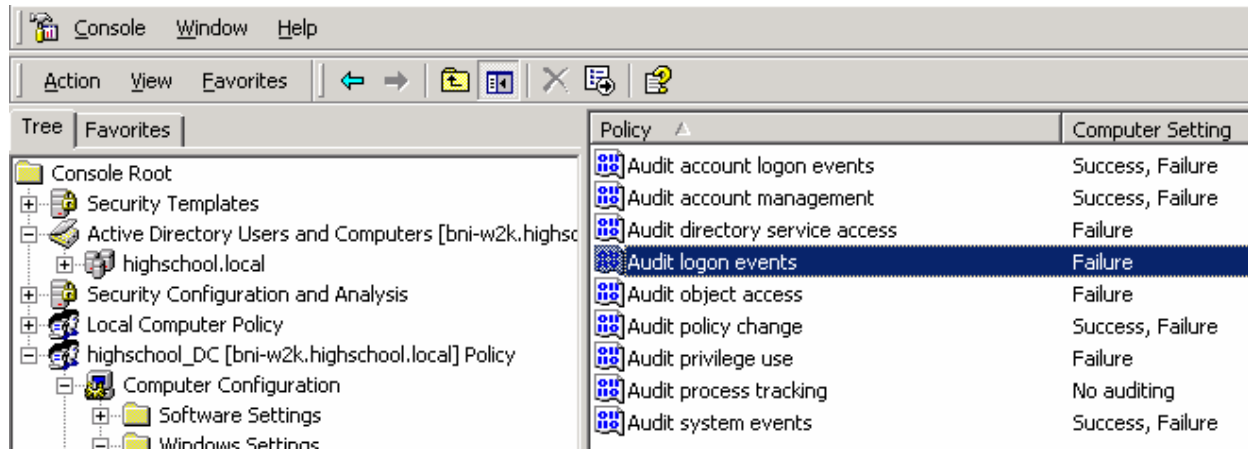 Console Window Help
Action View Favorites
Tree Favorites
Console Root
Security Templates
Active Directory Users and Computers [bni-w2k.highsc
highschool.local
Security Configuration and Analysis
Local Computer Policy
highschool_DC [bni-w2k.highschool.local] Policy
Computer Configuration
Software Settings
Windows Settings
Policy Computer Setting
Audit account logon events Success, Failure
Audit account management Success, Failure
Audit directory service access Failure
Audit logon events Failure
Audit object access Failure
Audit policy change Success, Failure
Audit privilege use Failure
Audit process tracking No auditing
Audit system events Success, Failure